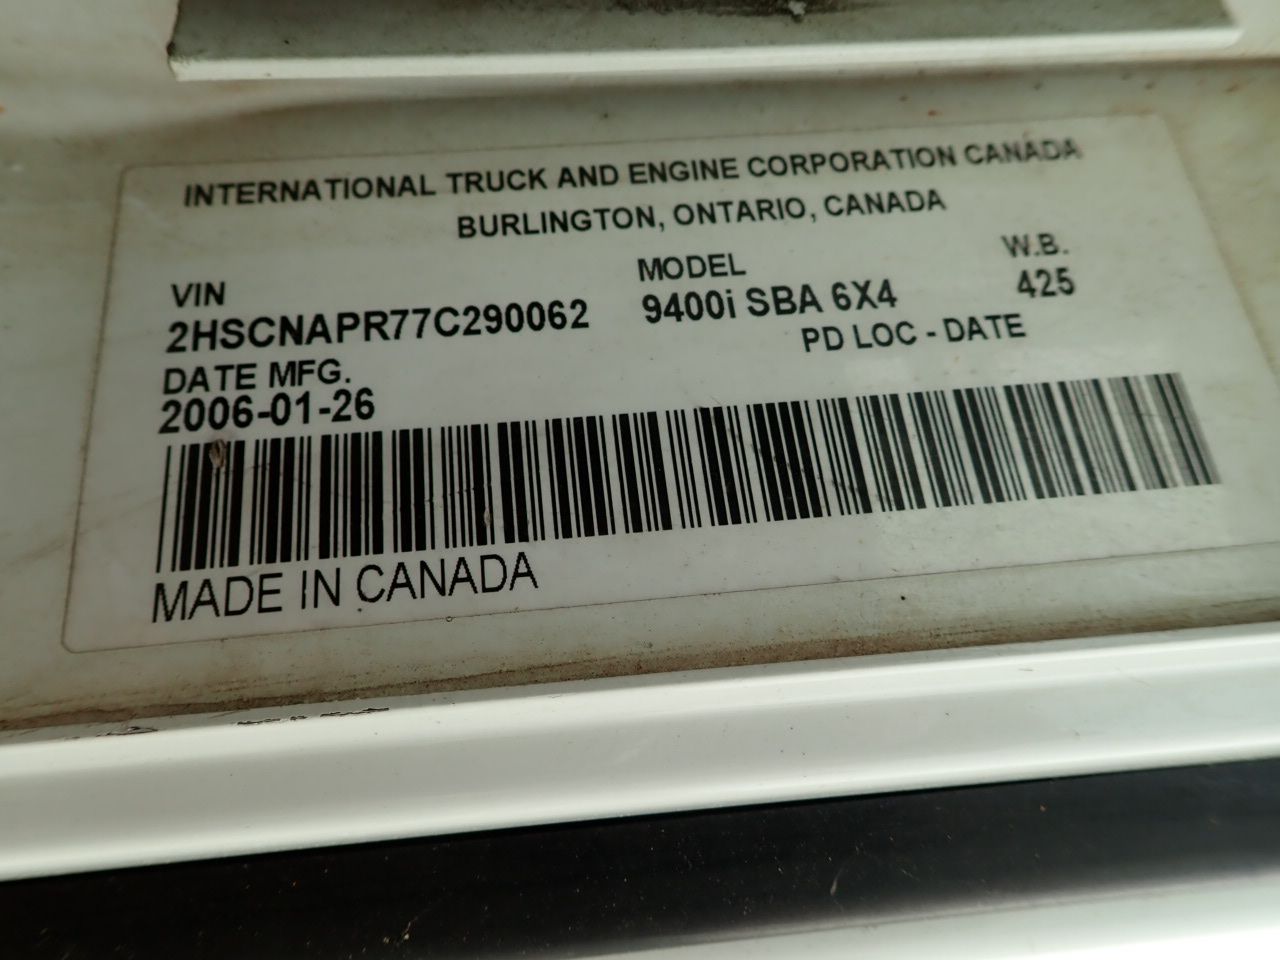 INTERNATIONAL TRUCK AND ENGINE CORPORATION CANADA
BURLINGTON, ONTARIO, CANADA
VIN MODEL W.B.
2HSCNAPR77C290062 9400i SBA 6X4 425
DATE MFG. PD LOC - DATE
2006-01-26
MADE IN CANADA